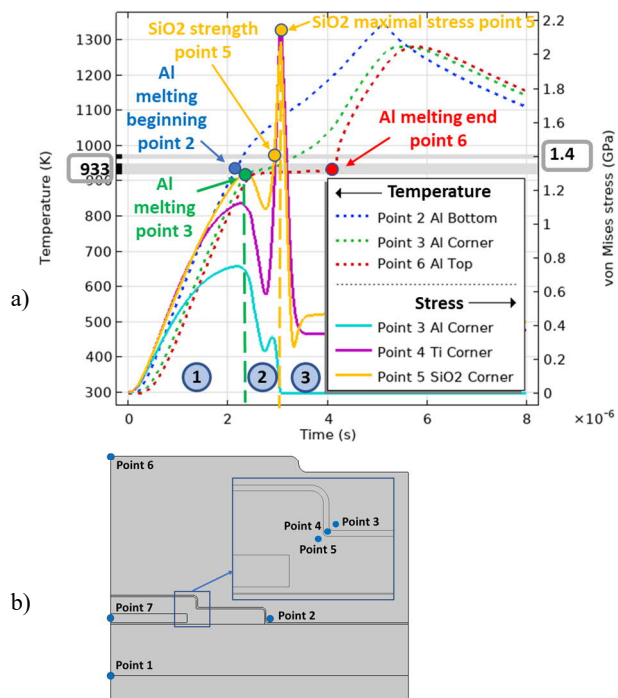 SiO2 strength
point 5
SiO2 maximal stress point 5
Al
melting
beginning
point 2
Al
melting
point 3
Al melting end
point 6
1300
1200
1100
1000
933
900
800
700
600
500
400
300
Temperature (K)
2.2
2
1.8
1.6
1.4
1.2
1
0.8
0.6
0.4
0.2
0
von Mises stress (GPa)
Temperature
Point 2 Al Bottom
Point 3 Al Corner
Point 6 Al Top
Stress
Point 3 Al Corner
Point 4 Ti Corner
Point 5 SiO2 Corner
1 2 3
0 2 4 6 8
Time (s) ×10⁻⁶
a)
Point 6
Point 4 Point 3
Point 5
b)
Point 7
Point 2
Point 1